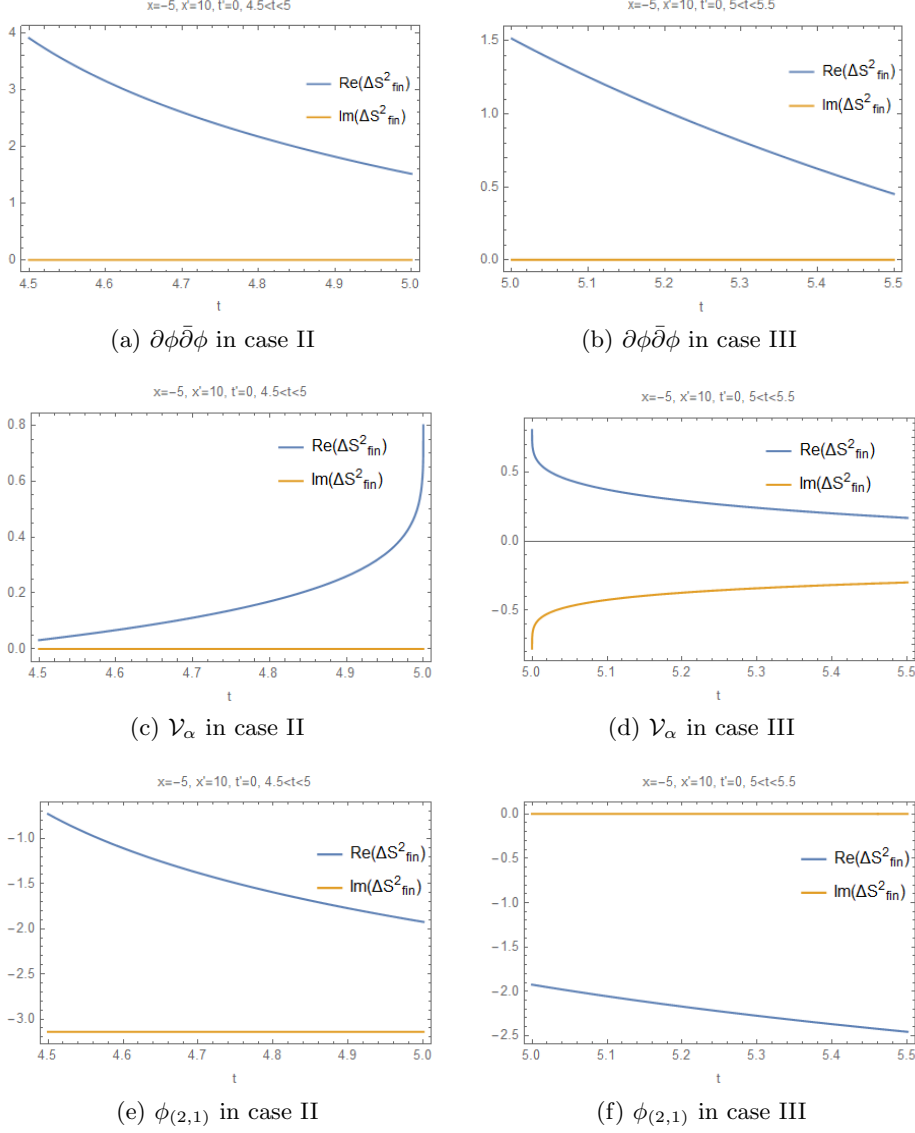 x=−5, x'=10, t'=0, 4.5<t<5
x=−5, x'=10, t'=0, 5<t<5.5
4
3
2
1
0
Re(ΔS²fin)
Im(ΔS²fin)
4.5 4.6 4.7 4.8 4.9 5.0
t
1.5
1.0
0.5
0.0
Re(ΔS²fin)
Im(ΔS²fin)
5.0 5.1 5.2 5.3 5.4 5.5
t
(a) ∂ϕ∂̄ϕ in case II
(b) ∂ϕ∂̄ϕ in case III
x=−5, x'=10, t'=0, 4.5<t<5
x=−5, x'=10, t'=0, 5<t<5.5
0.8
0.6
0.4
0.2
0.0
Re(ΔS²fin)
Im(ΔS²fin)
4.5 4.6 4.7 4.8 4.9 5.0
t
0.5
0.0
−0.5
Re(ΔS²fin)
Im(ΔS²fin)
5.0 5.1 5.2 5.3 5.4 5.5
t
(c) 𝒱α in case II
(d) 𝒱α in case III
x=−5, x'=10, t'=0, 4.5<t<5
x=−5, x'=10, t'=0, 5<t<5.5
−1.0
−1.5
−2.0
−2.5
−3.0
Re(ΔS²fin)
Im(ΔS²fin)
4.5 4.6 4.7 4.8 4.9 5.0
t
0.0
−0.5
−1.0
−1.5
−2.0
−2.5
Re(ΔS²fin)
Im(ΔS²fin)
5.0 5.1 5.2 5.3 5.4 5.5
t
(e) ϕ(2,1) in case II
(f) ϕ(2,1) in case III